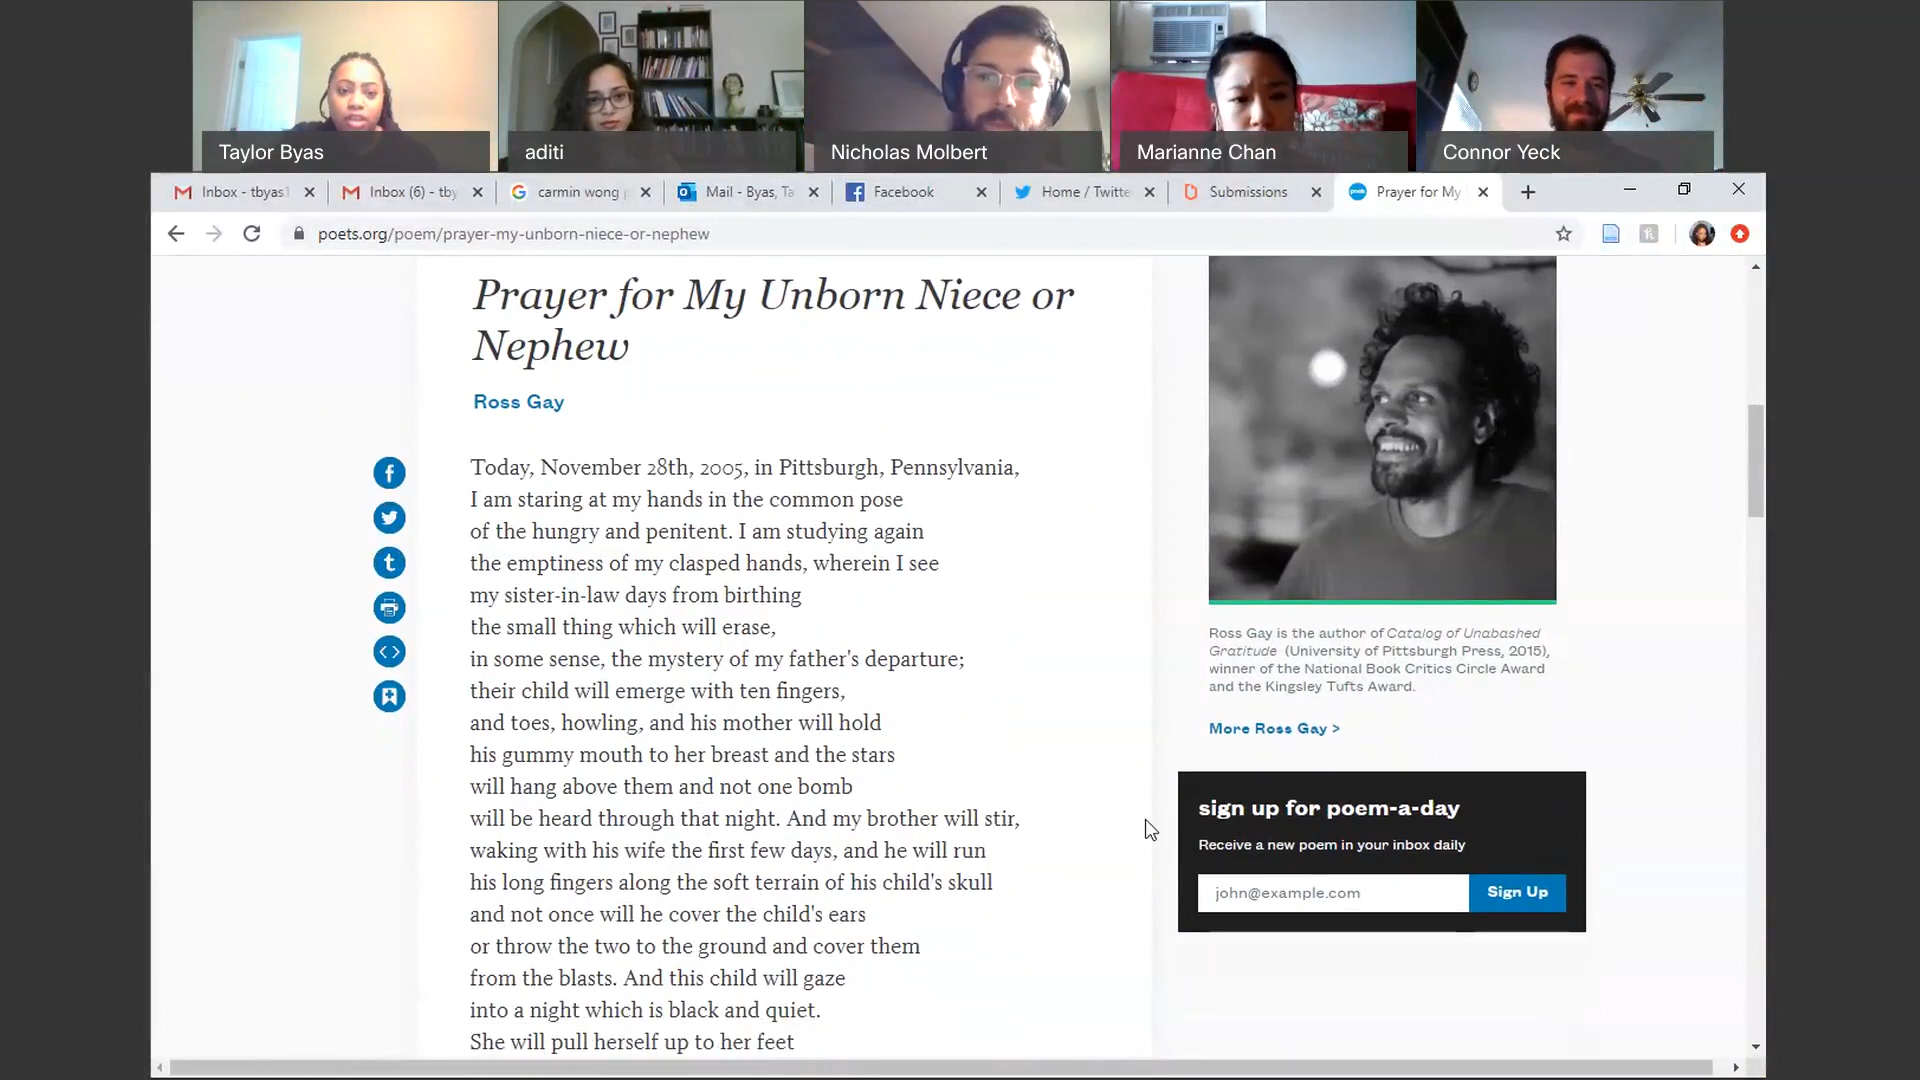 Taylor Byas
aditi
Nicholas Molbert
Marianne Chan
Connor Yeck
Inbox - tbyas1
Inbox (6) - tby
carmin wong
Mail - Byas, Ta
Facebook
Home / Twitte
Submissions
Prayer for My
poets.org/poem/prayer-my-unborn-niece-or-nephew
Prayer for My Unborn Niece or
Nephew
Ross Gay
Today, November 28th, 2005, in Pittsburgh, Pennsylvania,
I am staring at my hands in the common pose
of the hungry and penitent. I am studying again
the emptiness of my clasped hands, wherein I see
my sister-in-law days from birthing
the small thing which will erase,
in some sense, the mystery of my father's departure;
their child will emerge with ten fingers,
and toes, howling, and his mother will hold
his gummy mouth to her breast and the stars
will hang above them and not one bomb
will be heard through that night. And my brother will stir,
waking with his wife the first few days, and he will run
his long fingers along the soft terrain of his child's skull
and not once will he cover the child's ears
or throw the two to the ground and cover them
from the blasts. And this child will gaze
into a night which is black and quiet.
She will pull herself up to her feet
Ross Gay is the author of Catalog of Unabashed
Gratitude (University of Pittsburgh Press, 2015),
winner of the National Book Critics Circle Award
and the Kingsley Tufts Award.
More Ross Gay >
sign up for poem-a-day
Receive a new poem in your inbox daily
john@example.com
Sign Up